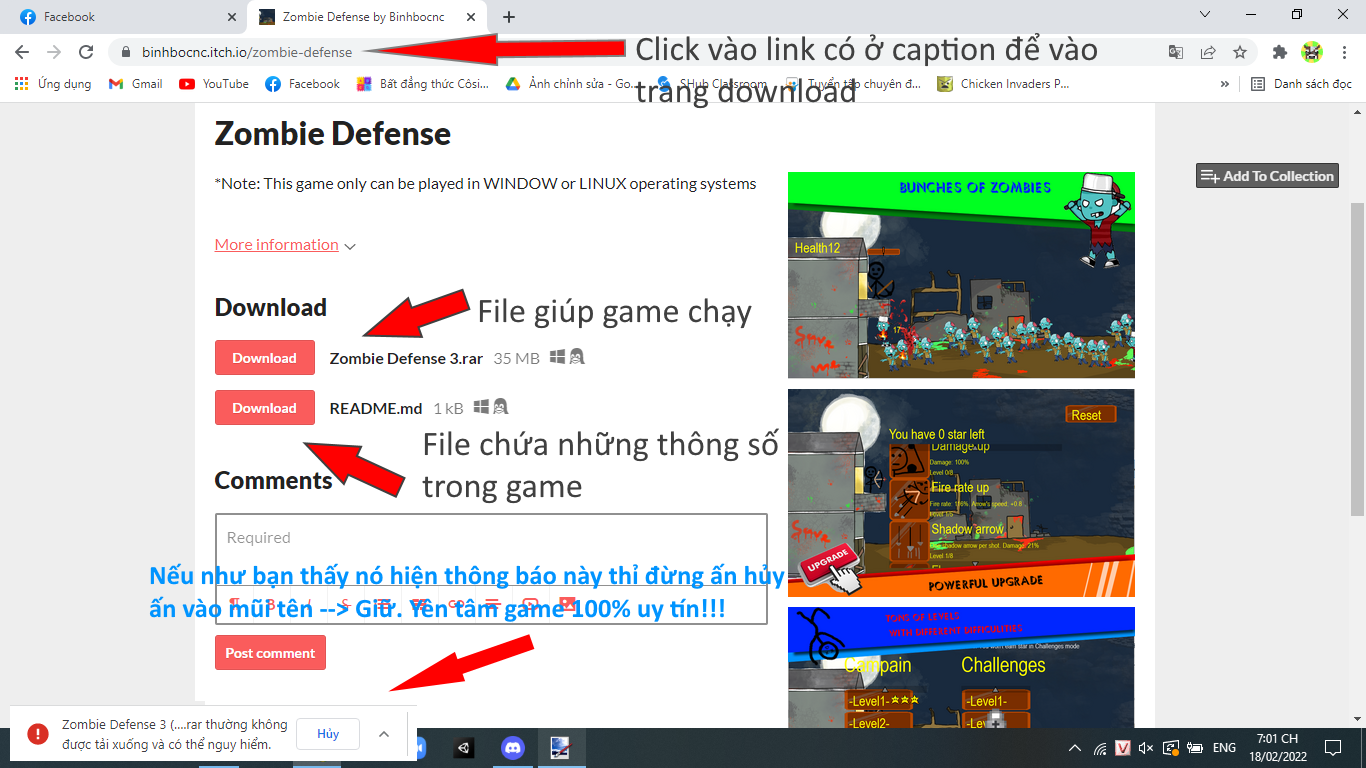 Facebook
Zombie Defense by Binhbocnc
binhbocnc.itch.io/zombie-defense
Click vào link có ở caption để vào
trang download
Ứng dụng
Gmail
YouTube
Facebook
Bất đẳng thức Côsi...
Ảnh chỉnh sửa - Go...
SHub Classroom
Tuyển tập chuyên đ...
Chicken Invaders P...
»
Danh sách đọc
Zombie Defense
*Note: This game only can be played in WINDOW or LINUX operating systems
More information
Add To Collection
BUNCHES OF ZOMBIES
Health12
17
Save
me
Download
File giúp game chạy
Download Zombie Defense 3.rar 35 MB
Download README.md 1 kB
File chứa những thông số
trong game
Reset
You have 0 star left
Damage up
Damage: 100%
Level 0/8
Fire rate up
Level 1/5
Shadow arrow
Level 1/8
Save
UPGRADE
POWERFUL UPGRADE
Comments
Required
Nếu như bạn thấy nó hiện thông báo này thỉ đừng ấn hủy
ấn vào mũi tên --> Giữ. Yên tâm game 100% uy tín!!!
Post comment
TONS OF LEVELS
WITH DIFFERENT DIFFICULTIES
Campain
Challenges
-Level1-
-Level1-
-Level2-
Zombie Defense 3 (....rar thường không
được tải xuống và có thể nguy hiểm.
Hủy
ENG
7:01 CH
18/02/2022